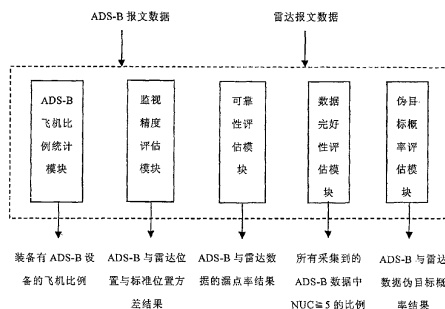 ADS-B 报文数据
雷达报文数据
ADS-B
飞机比
例统计
模块
监视
精度
评估
模块
可靠
性评
估模
块
数据
完好
性评
估模
块
伪目
标概
率评
估模
块
装备有 ADS-B 设
备的飞机比例
ADS-B 与雷达位
置与标准位置方
差结果
ADS-B 与雷达数
据的漏点率结果
所有采集到的
ADS-B 数据中
NUC≧5 的比例
ADS-B 与雷达
数据伪目标概
率结果